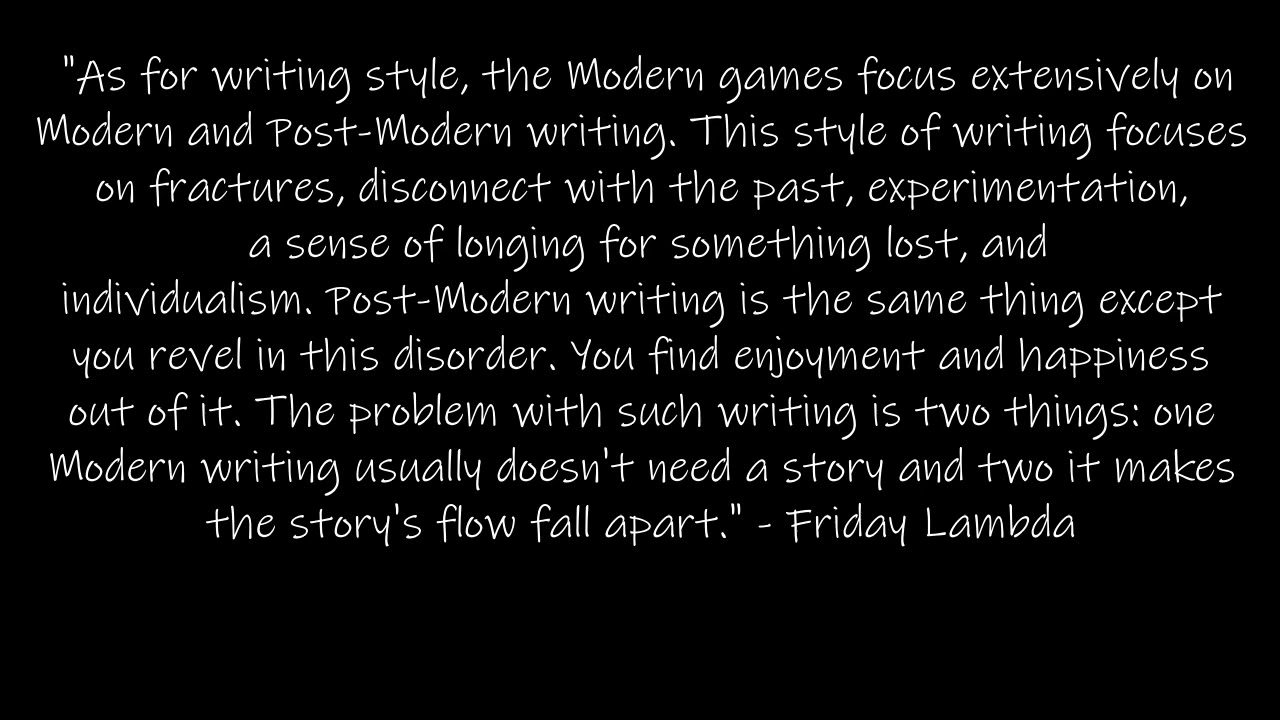 "As for writing style, the Modern games focus extensively on
Modern and Post-Modern writing. This style of writing focuses
on fractures, disconnect with the past, experimentation,
a sense of longing for something lost, and
individualism. Post-Modern writing is the same thing except
you revel in this disorder. You find enjoyment and happiness
out of it. The problem with such writing is two things: one
Modern writing usually doesn't need a story and two it makes
the story's flow fall apart." - Friday Lambda